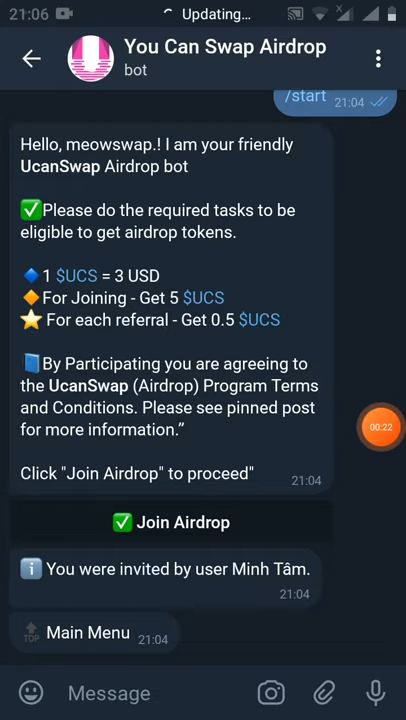 21:06
Updating...
You Can Swap Airdrop
bot
/start 21:04
Hello, meowswap.! I am your friendly
UcanSwap Airdrop bot
✅Please do the required tasks to be
eligible to get airdrop tokens.
🔷1 $UCS = 3 USD
🔶For Joining - Get 5 $UCS
⭐ For each referral - Get 0.5 $UCS
📘By Participating you are agreeing to
the UcanSwap (Airdrop) Program Terms
and Conditions. Please see pinned post
for more information.”
00:22
Click "Join Airdrop" to proceed"
21:04
✅ Join Airdrop
ℹ️ You were invited by user Minh Tâm.
21:04
🔝 Main Menu 21:04
Message